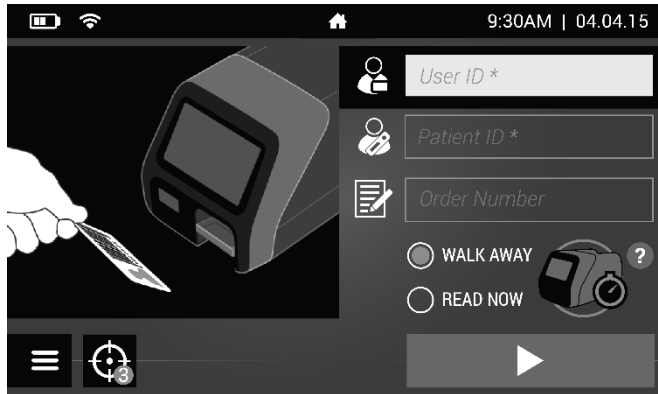 9:30AM | 04.04.15
User ID *
Patient ID *
Order Number
WALK AWAY
?
READ NOW
3